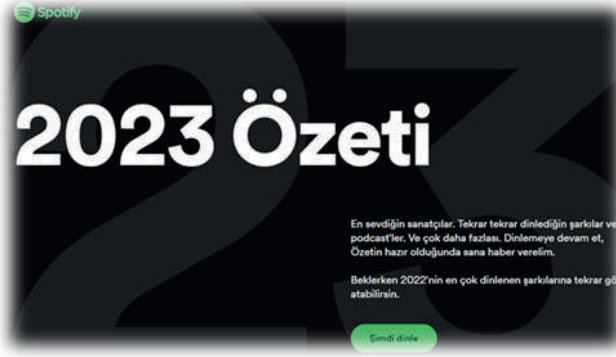 Spotify
2023 Özeti
En sevdiğin sanatçılar. Tekrar tekrar dinlediğin şarkılar ve
podcast'ler. Ve çok daha fazlası. Dinlemeye devam et,
Özetin hazır olduğunda sana haber verelim.
Beklerken 2022'nin en çok dinlenen şarkılarına tekrar
atabilirsin.
Şimdi dinle